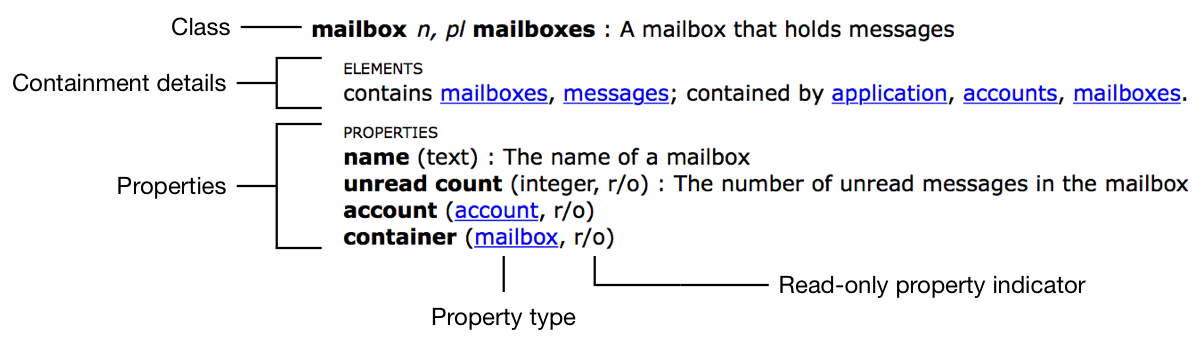 Class
mailbox n, pl mailboxes : A mailbox that holds messages
Containment details
ELEMENTS
contains mailboxes, messages; contained by application, accounts, mailboxes.
Properties
PROPERTIES
name (text) : The name of a mailbox
unread count (integer, r/o) : The number of unread messages in the mailbox
account (account, r/o)
container (mailbox, r/o)
Read-only property indicator
Property type